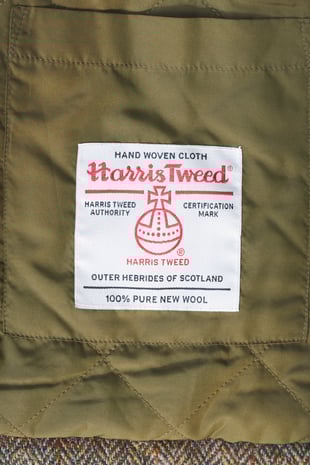 HAND WOVEN CLOTH
Harris Tweed®
HARRIS TWEED AUTHORITY
CERTIFICATION MARK
®
HARRIS TWEED
OUTER HEBRIDES OF SCOTLAND
100% PURE NEW WOOL